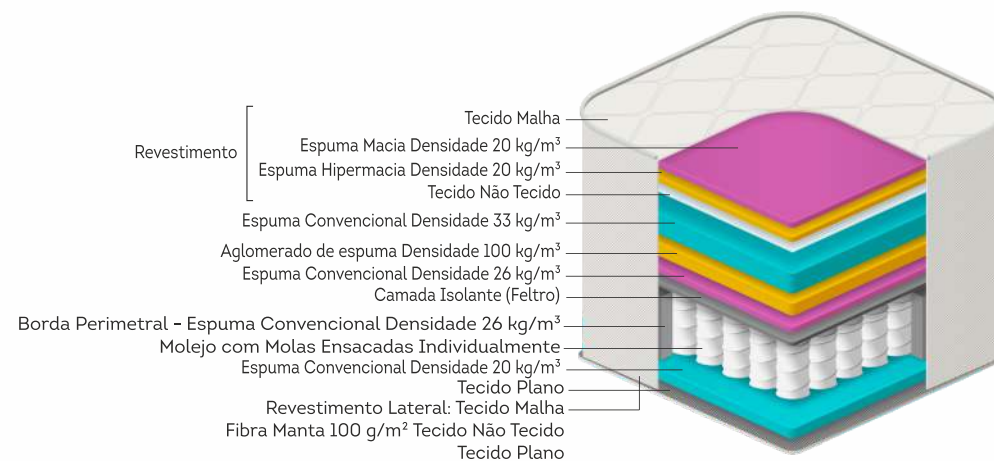 Tecido Malha
Revestimento
Espuma Macia Densidade 20 kg/m³
Espuma Hipermacia Densidade 20 kg/m³
Tecido Não Tecido
Espuma Convencional Densidade 33 kg/m³
Aglomerado de espuma Densidade 100 kg/m³
Espuma Convencional Densidade 26 kg/m³
Camada Isolante (Feltro)
Borda Perimetral - Espuma Convencional Densidade 26 kg/m³
Molejo com Molas Ensacadas Individualmente
Espuma Convencional Densidade 20 kg/m³
Tecido Plano
Revestimento Lateral: Tecido Malha
Fibra Manta 100 g/m² Tecido Não Tecido
Tecido Plano